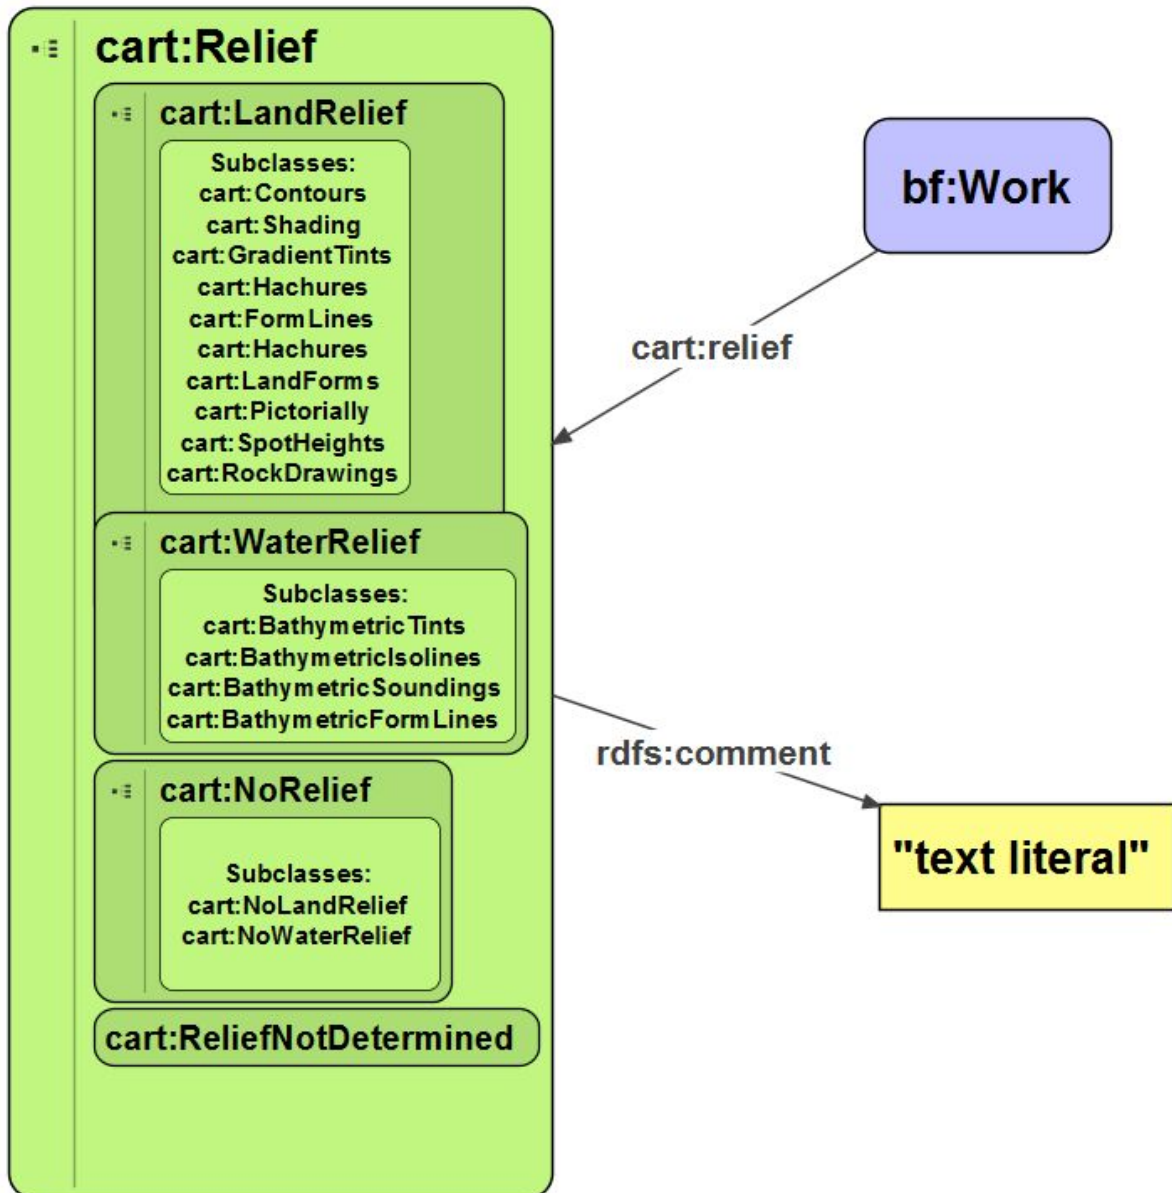 cart:Relief
cart:LandRelief
Subclasses:
cart:Contours
cart:Shading
cart:GradientTints
cart:Hachures
cart:FormLines
cart:Hachures
cart:LandForms
cart:Pictorially
cart:SpotHeights
cart:RockDrawings
cart:WaterRelief
Subclasses:
cart:BathymetricTints
cart:BathymetricIsolines
cart:BathymetricSoundings
cart:BathymetricFormLines
cart:NoRelief
Subclasses:
cart:NoLandRelief
cart:NoWaterRelief
cart:ReliefNotDetermined
bf:Work
cart:relief
rdfs:comment
"text literal"